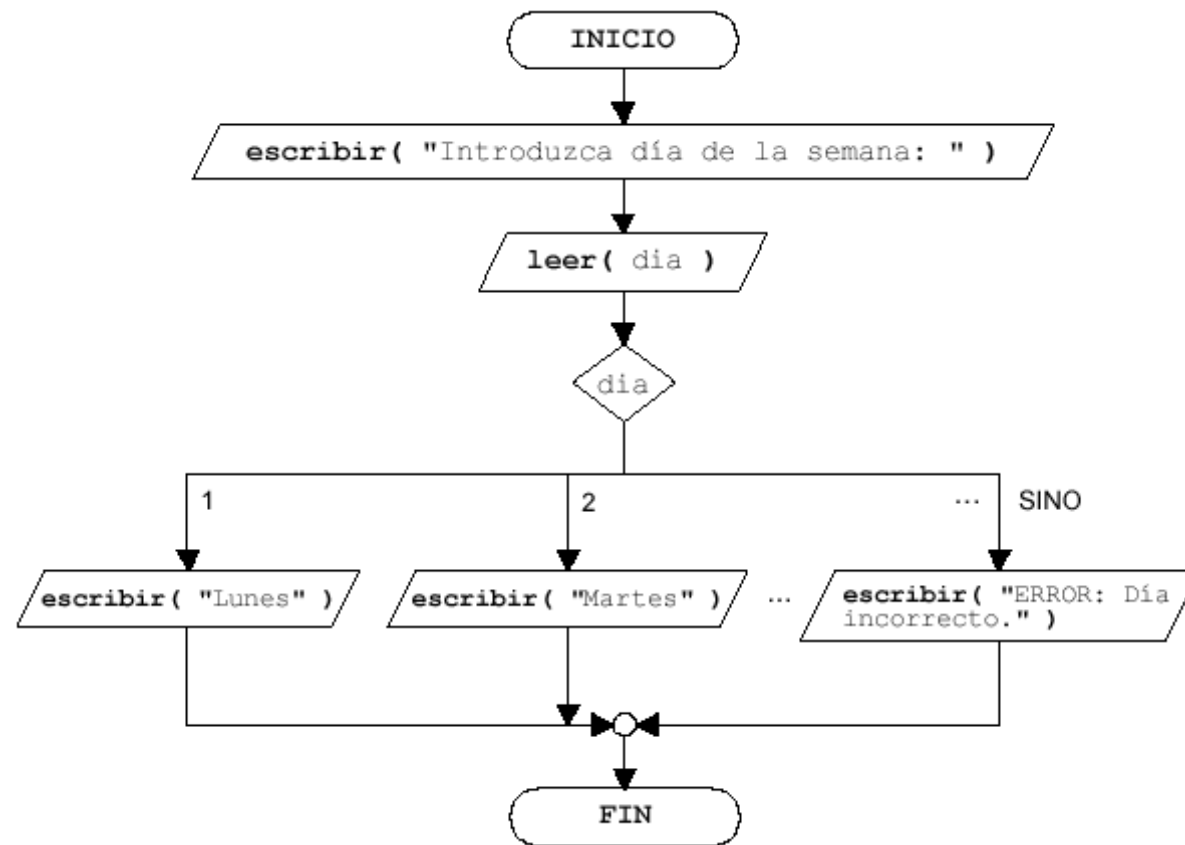 INICIO
escribir( "Introduzca día de la semana: " )
leer( dia )
dia
1
2
...
SINO
escribir( "Lunes" )
escribir( "Martes" )
...
escribir( "ERROR: Día
incorrecto." )
FIN